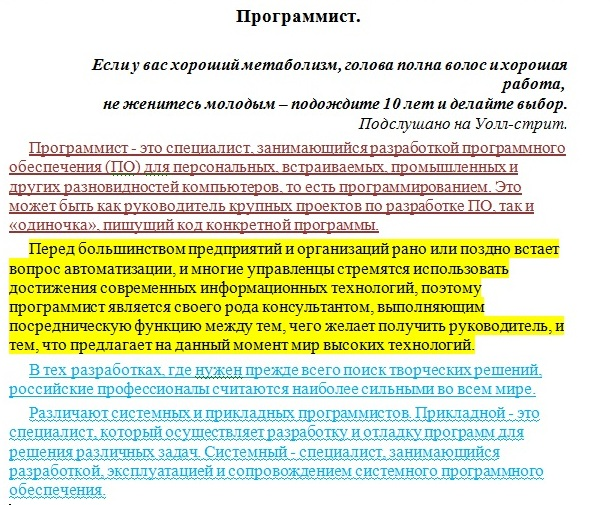 Программист.
Если у вас хороший метаболизм, голова полна волос и хорошая
работа,
не женитесь молодым – подождите 10 лет и делайте выбор.
Подслушано на Уолл-стрит.
Программист - это специалист, занимающийся разработкой программного
обеспечения (ПО) для персональных, встраиваемых, промышленных и
других разновидностей компьютеров, то есть программированием. Это
может быть как руководитель крупных проектов по разработке ПО, так и
«одиночка», пишущий код конкретной программы.
Перед большинством предприятий и организаций рано или поздно встает
вопрос автоматизации, и многие управленцы стремятся использовать
достижения современных информационных технологий, поэтому
программист является своего рода консультантом, выполняющим
посредническую функцию между тем, чего желает получить руководитель, и
тем, что предлагает на данный момент мир высоких технологий.
В тех разработках, где нужен прежде всего поиск творческих решений,
российские профессионалы считаются наиболее сильными во всем мире.
Различают системных и прикладных программистов. Прикладной - это
специалист, который осуществляет разработку и отладку программ для
решения различных задач. Системный - специалист, занимающийся
разработкой, эксплуатацией и сопровождением системного программного
обеспечения.